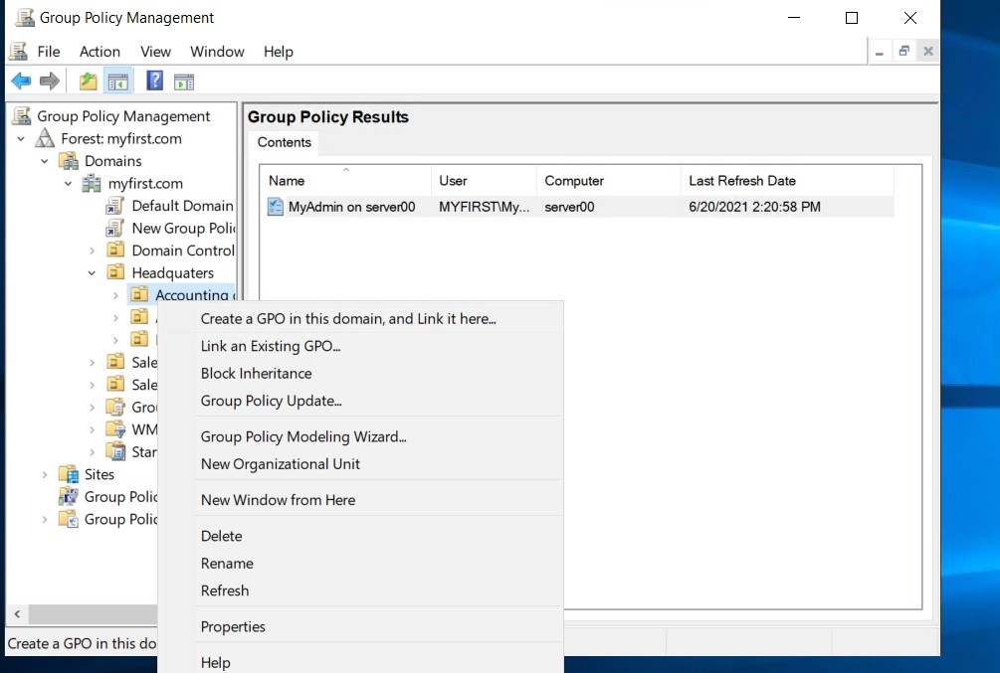 Group Policy Management
File Action View Window Help
Group Policy Management
Forest: myfirst.com
Domains
myfirst.com
Default Domain
New Group Poli
Domain Control
Headquaters
Accounting
Sale
Sale
Gro
WM
Star
Sites
Group Polic
Group Polic
Group Policy Results
Contents
Name User Computer Last Refresh Date
MyAdmin on server00 MYFIRST\My... server00 6/20/2021 2:20:58 PM
Create a GPO in this domain, and Link it here...
Link an Existing GPO...
Block Inheritance
Group Policy Update...
Group Policy Modeling Wizard...
New Organizational Unit
New Window from Here
Delete
Rename
Refresh
Properties
Help
Create a GPO in this do